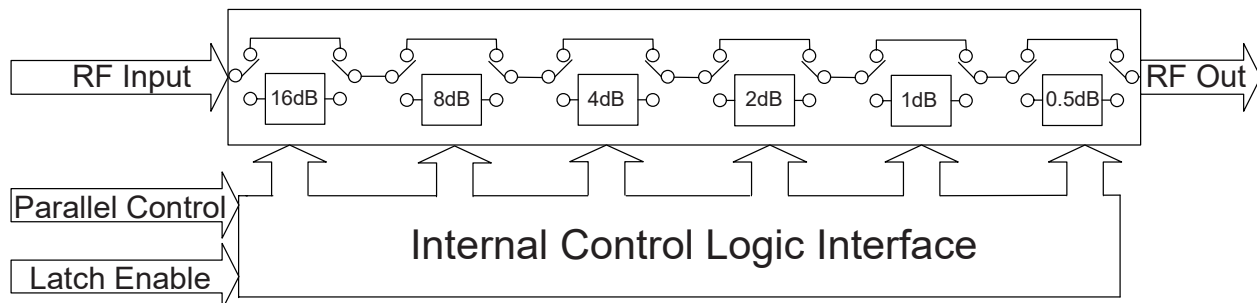 RF Input
16dB
8dB
4dB
2dB
1dB
0.5dB
RF Out
Parallel Control
Internal Control Logic Interface
Latch Enable